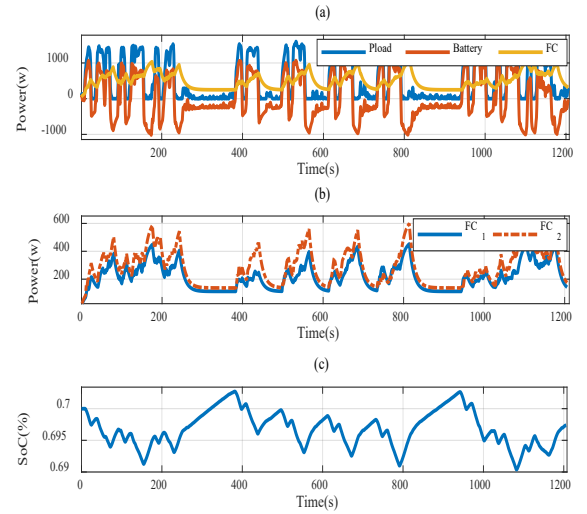 (a)
Pload Battery FC
1000
0
-1000
Power(w)
200 400 600 800 1000 1200
Time(s)
(b)
FC 1 FC 2
600
400
200
Power(w)
0 200 400 600 800 1000 1200
Time(s)
(c)
0.7
0.695
0.69
SoC(%)
0 200 400 600 800 1000 1200
Time(s)